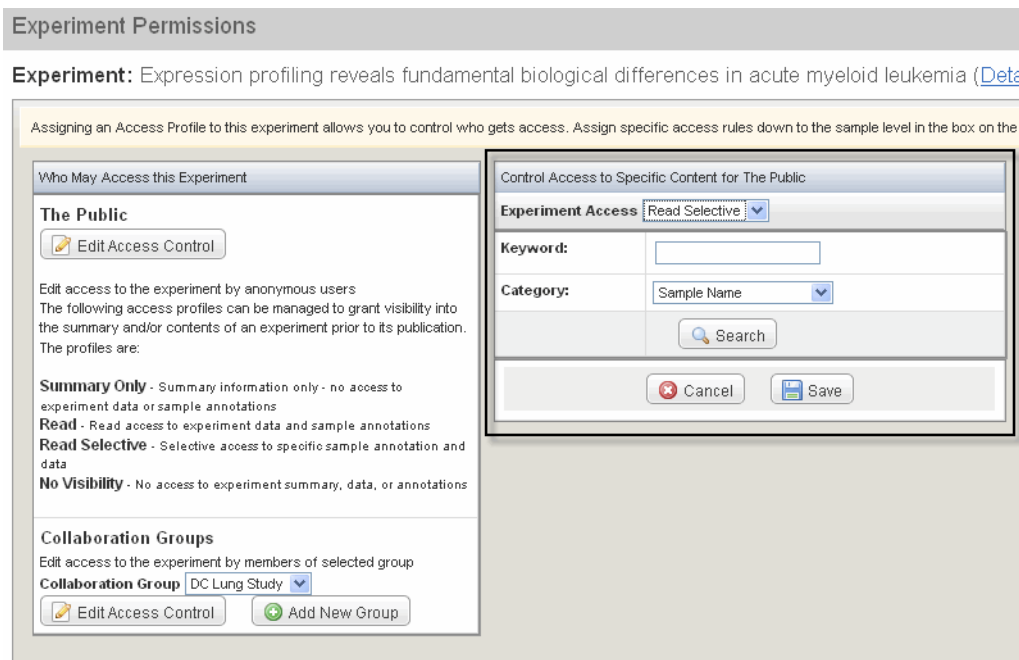 Experiment Permissions
Experiment: Expression profiling reveals fundamental biological differences in acute myeloid leukemia (Deta
Assigning an Access Profile to this experiment allows you to control who gets access. Assign specific access rules down to the sample level in the box on the
Who May Access this Experiment
The Public
Edit Access Control
Edit access to the experiment by anonymous users
The following access profiles can be managed to grant visibility into
the summary and/or contents of an experiment prior to its publication.
The profiles are:
Summary Only - Summary information only - no access to
experiment data or sample annotations
Read - Read access to experiment data and sample annotations
Read Selective - Selective access to specific sample annotation and
data
No Visibility - No access to experiment summary, data, or annotations
Collaboration Groups
Edit access to the experiment by members of selected group
Collaboration Group DC Lung Study
Edit Access Control Add New Group
Control Access to Specific Content for The Public
Experiment Access Read Selective
Keyword:
Category: Sample Name
Search
Cancel Save